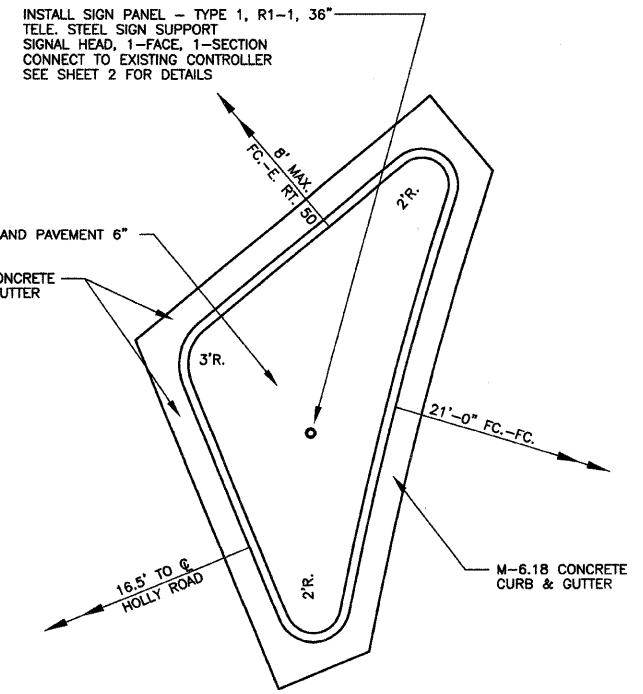 INSTALL SIGN PANEL – TYPE 1, R1–1, 36"
TELE. STEEL SIGN SUPPORT
SIGNAL HEAD, 1–FACE, 1–SECTION
CONNECT TO EXISTING CONTROLLER
SEE SHEET 2 FOR DETAILS
8' MAX.
FC.–E. RT. 50
2'R.
AND PAVEMENT 6"
ONCRETE
UTTER
3'R.
21'–0" FC.–FC.
16.5' TO ℄
HOLLY ROAD
2'R.
M–6.18 CONCRETE
CURB & GUTTER